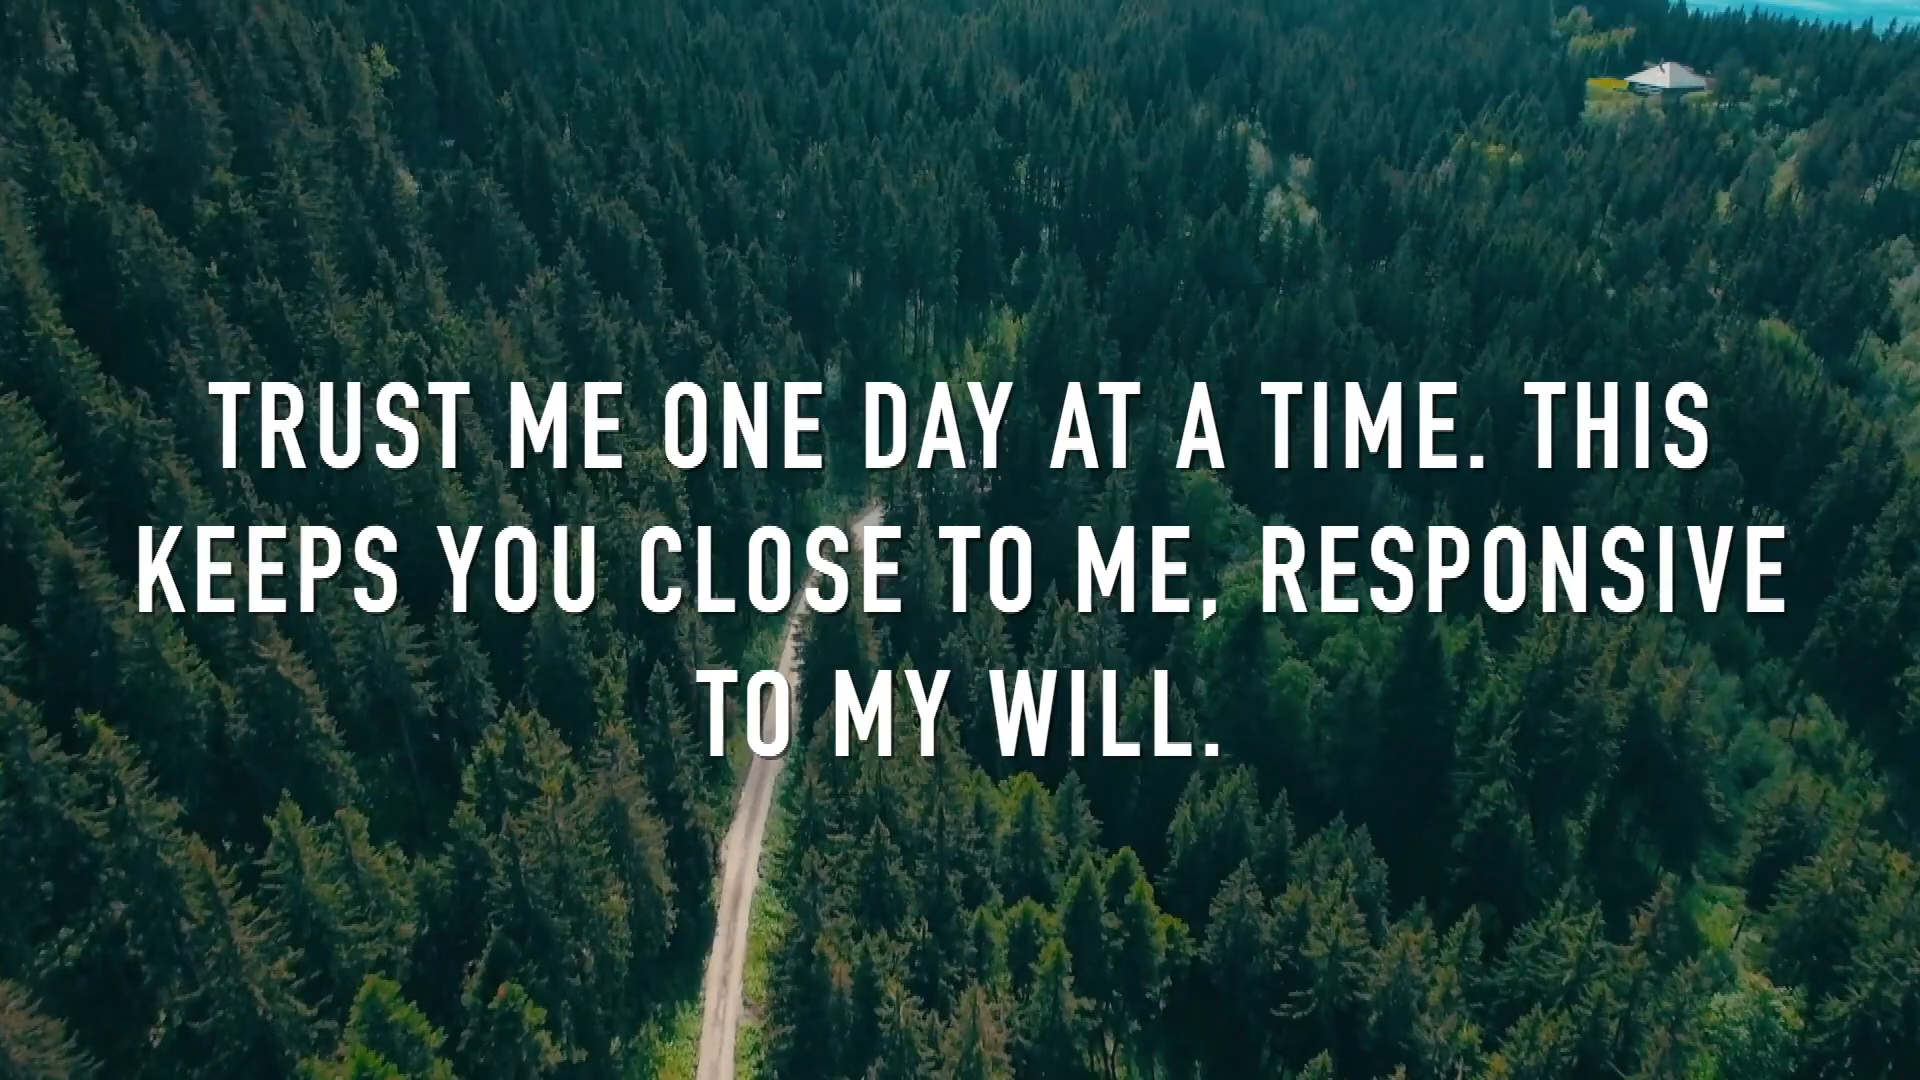 TRUST ME ONE DAY AT A TIME. THIS
KEEPS YOU CLOSE TO ME, RESPONSIVE
TO MY WILL.